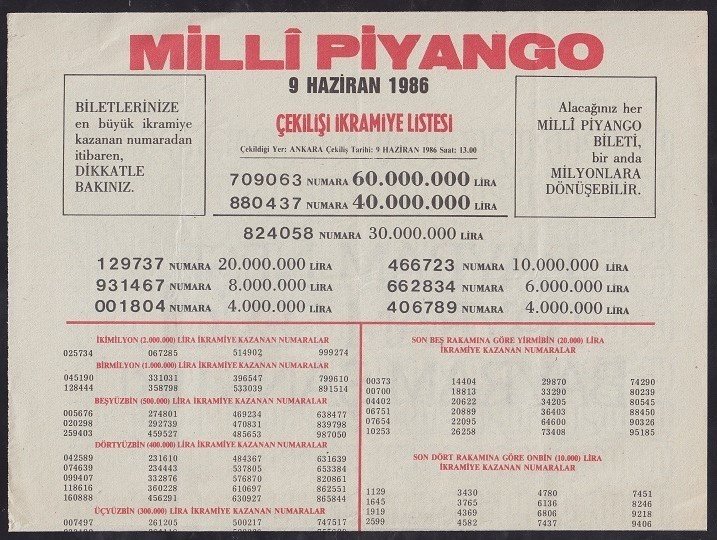 MİLLÎ PİYANGO
9 HAZİRAN 1986
ÇEKİLİŞİ İKRAMİYE LİSTESİ
Çekildiği Yer: ANKARA Çekiliş Tarihi: 9 HAZİRAN 1986 Saat: 13.00
BİLETLERİNİZE
en büyük ikramiye
kazanan numaradan
itibaren,
DİKKATLE
BAKINIZ.
Alacağınız her
MİLLÎ PİYANGO
BİLETİ,
bir anda
MİLYONLARA
DÖNÜŞEBİLİR.
709063 NUMARA 60.000.000 LİRA
880437 NUMARA 40.000.000 LİRA
824058 NUMARA 30.000.000 LİRA
129737 NUMARA 20.000.000 LİRA 466723 NUMARA 10.000.000 LİRA
931467 NUMARA 8.000.000 LİRA 662834 NUMARA 6.000.000 LİRA
001804 NUMARA 4.000.000 LİRA 406789 NUMARA 4.000.000 LİRA
İKİMİLYON (2.000.000) LİRA İKRAMİYE KAZANAN NUMARALAR
025734 067285 514902 999274
BİRMİLYON (1.000.000) LİRA İKRAMİYE KAZANAN NUMARALAR
045190 331031 396547 799610
128444 358798 533039 891514
BEŞYÜZBİN (500.000) LİRA İKRAMİYE KAZANAN NUMARALAR
005676 274801 469234 638477
020298 292739 470831 839798
259403 459527 485653 987050
DÖRTYÜZBİN (400.000) LİRA İKRAMİYE KAZANAN NUMARALAR
042589 231610 484367 631639
074639 234443 537805 653384
099407 332876 576870 820861
118616 360228 610697 862551
160888 456291 630927 865844
ÜÇYÜZBİN (300.000) LİRA İKRAMİYE KAZANAN NUMARALAR
007497 261205 500217 747517
SON BEŞ RAKAMINA GÖRE YİRMİBİN (20.000) LİRA
İKRAMİYE KAZANAN NUMARALAR
00373 14404 29870 74290
00700 18813 33290 80239
04402 20622 34205 80545
06751 20889 36403 88450
07654 22095 64600 90326
10253 26258 73408 95185
SON DÖRT RAKAMINA GÖRE ONBİN (10.000) LİRA
İKRAMİYE KAZANAN NUMARALAR
1129 3430 4780 7451
1645 3765 6136 8246
1919 4369 6806 9218
2599 4582 7437 9406